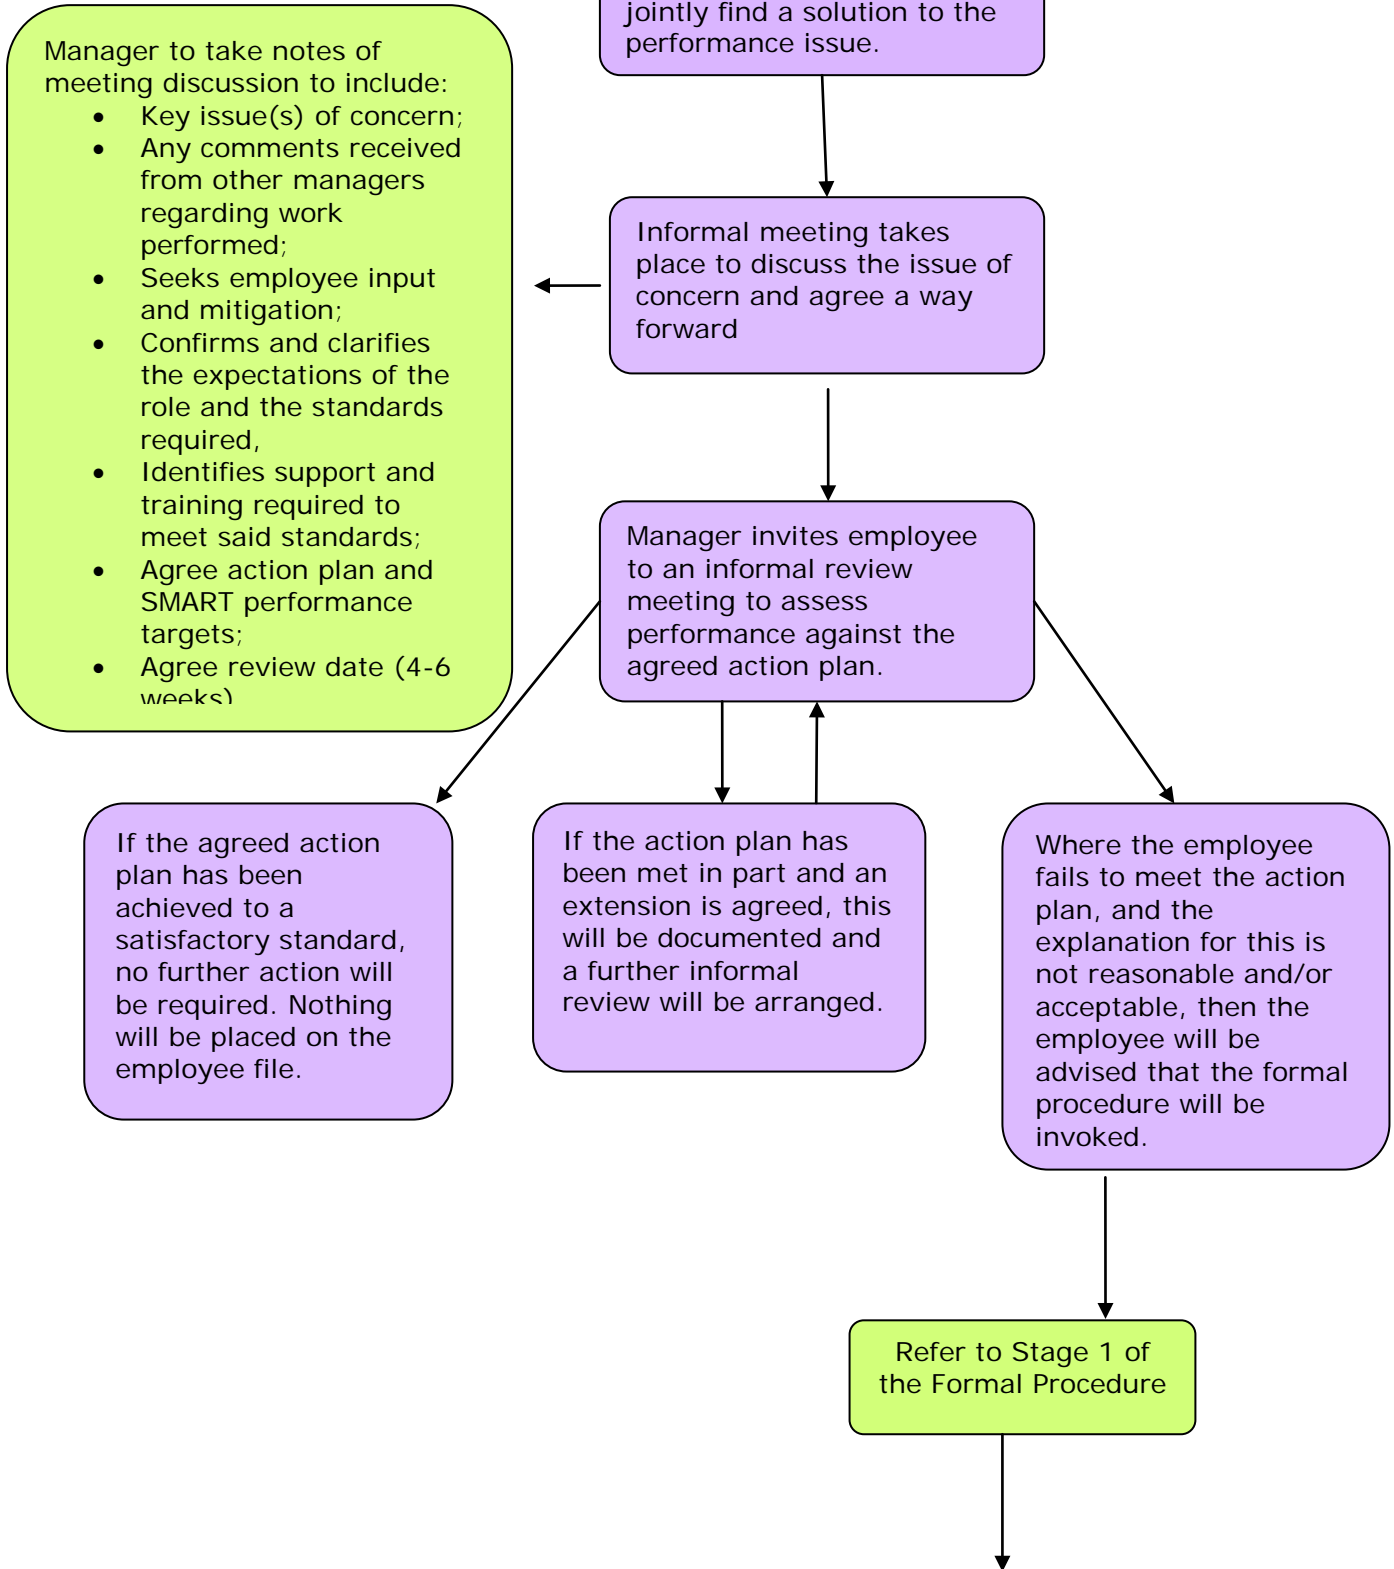 jointly find a solution to the
performance issue.
Manager to take notes of
meeting discussion to include:
• Key issue(s) of concern;
• Any comments received
from other managers
regarding work
performed;
• Seeks employee input
and mitigation;
• Confirms and clarifies
the expectations of the
role and the standards
required,
• Identifies support and
training required to
meet said standards;
• Agree action plan and
SMART performance
targets;
• Agree review date (4-6
weeks)
Informal meeting takes
place to discuss the issue of
concern and agree a way
forward
Manager invites employee
to an informal review
meeting to assess
performance against the
agreed action plan.
If the agreed action
plan has been
achieved to a
satisfactory standard,
no further action will
be required. Nothing
will be placed on the
employee file.
If the action plan has
been met in part and an
extension is agreed, this
will be documented and
a further informal
review will be arranged.
Where the employee
fails to meet the action
plan, and the
explanation for this is
not reasonable and/or
acceptable, then the
employee will be
advised that the formal
procedure will be
invoked.
Refer to Stage 1 of
the Formal Procedure